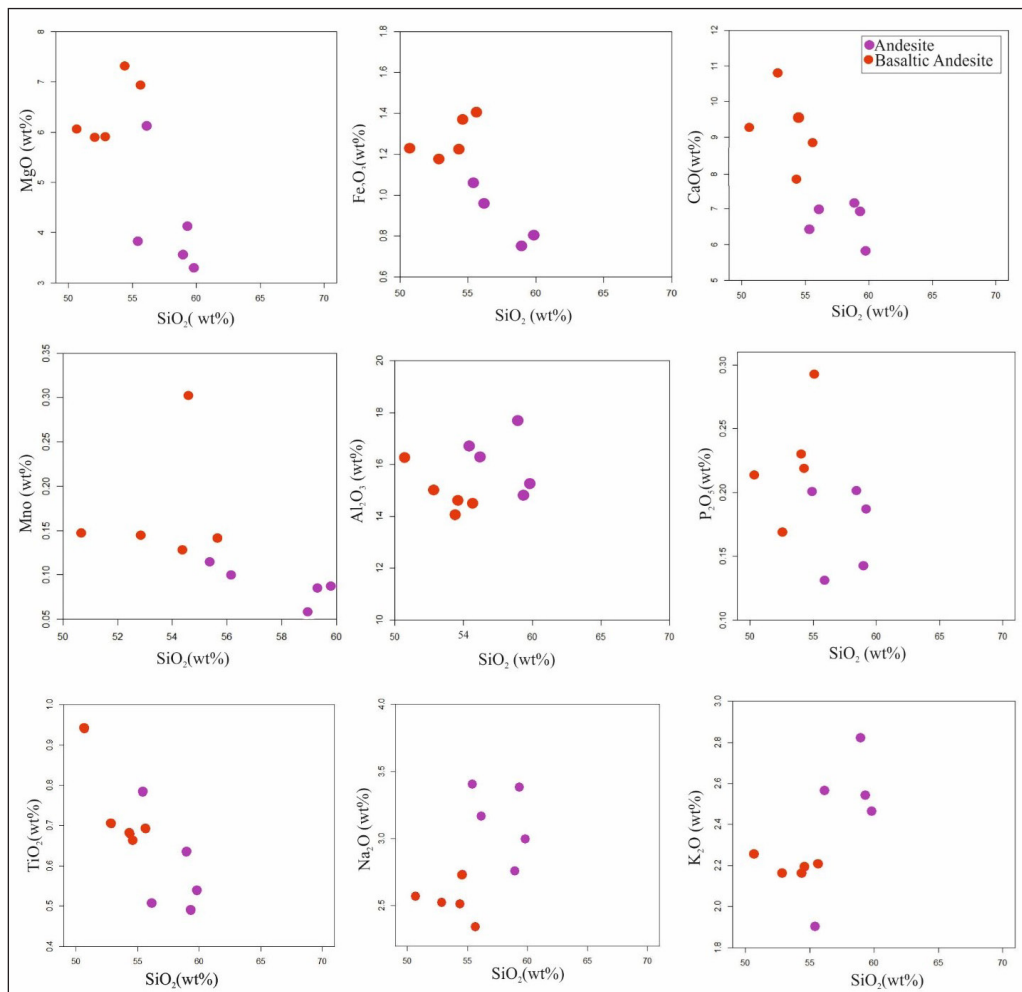 MgO (wt%)
8
7
6
5
4
3
50 55 60 65 70
SiO₂( wt%)
Fe₂O₃(wt%)
1.8
1.6
1.4
1.2
1.0
0.8
0.6
50 55 60 65 70
SiO₂ (wt%)
Andesite
Basaltic Andesite
CaO(wt%)
12
11
10
9
8
7
6
5
50 55 60 65 70
SiO₂ (wt%)
Mno (wt%)
0.35
0.30
0.25
0.20
0.15
0.10
0.05
50 52 54 56 58 60
SiO₂(wt%)
Al₂O₃ (wt%)
20
18
16
14
12
10
50 54 60 65 70
SiO₂ (wt%)
P₂O₅(wt%)
0.30
0.25
0.20
0.15
0.10
50 55 60 65 70
SiO₂ (wt%)
TiO₂(wt%)
1.0
0.9
0.8
0.7
0.6
0.5
0.4
50 55 60 65 70
SiO₂(wt%)
Na₂O (wt%)
4.0
3.5
3.0
2.5
50 55 60 65 70
SiO₂(wt%)
K₂O (wt%)
3.0
2.8
2.6
2.4
2.2
2.0
1.8
50 55 60 65 70
SiO₂(wt%)